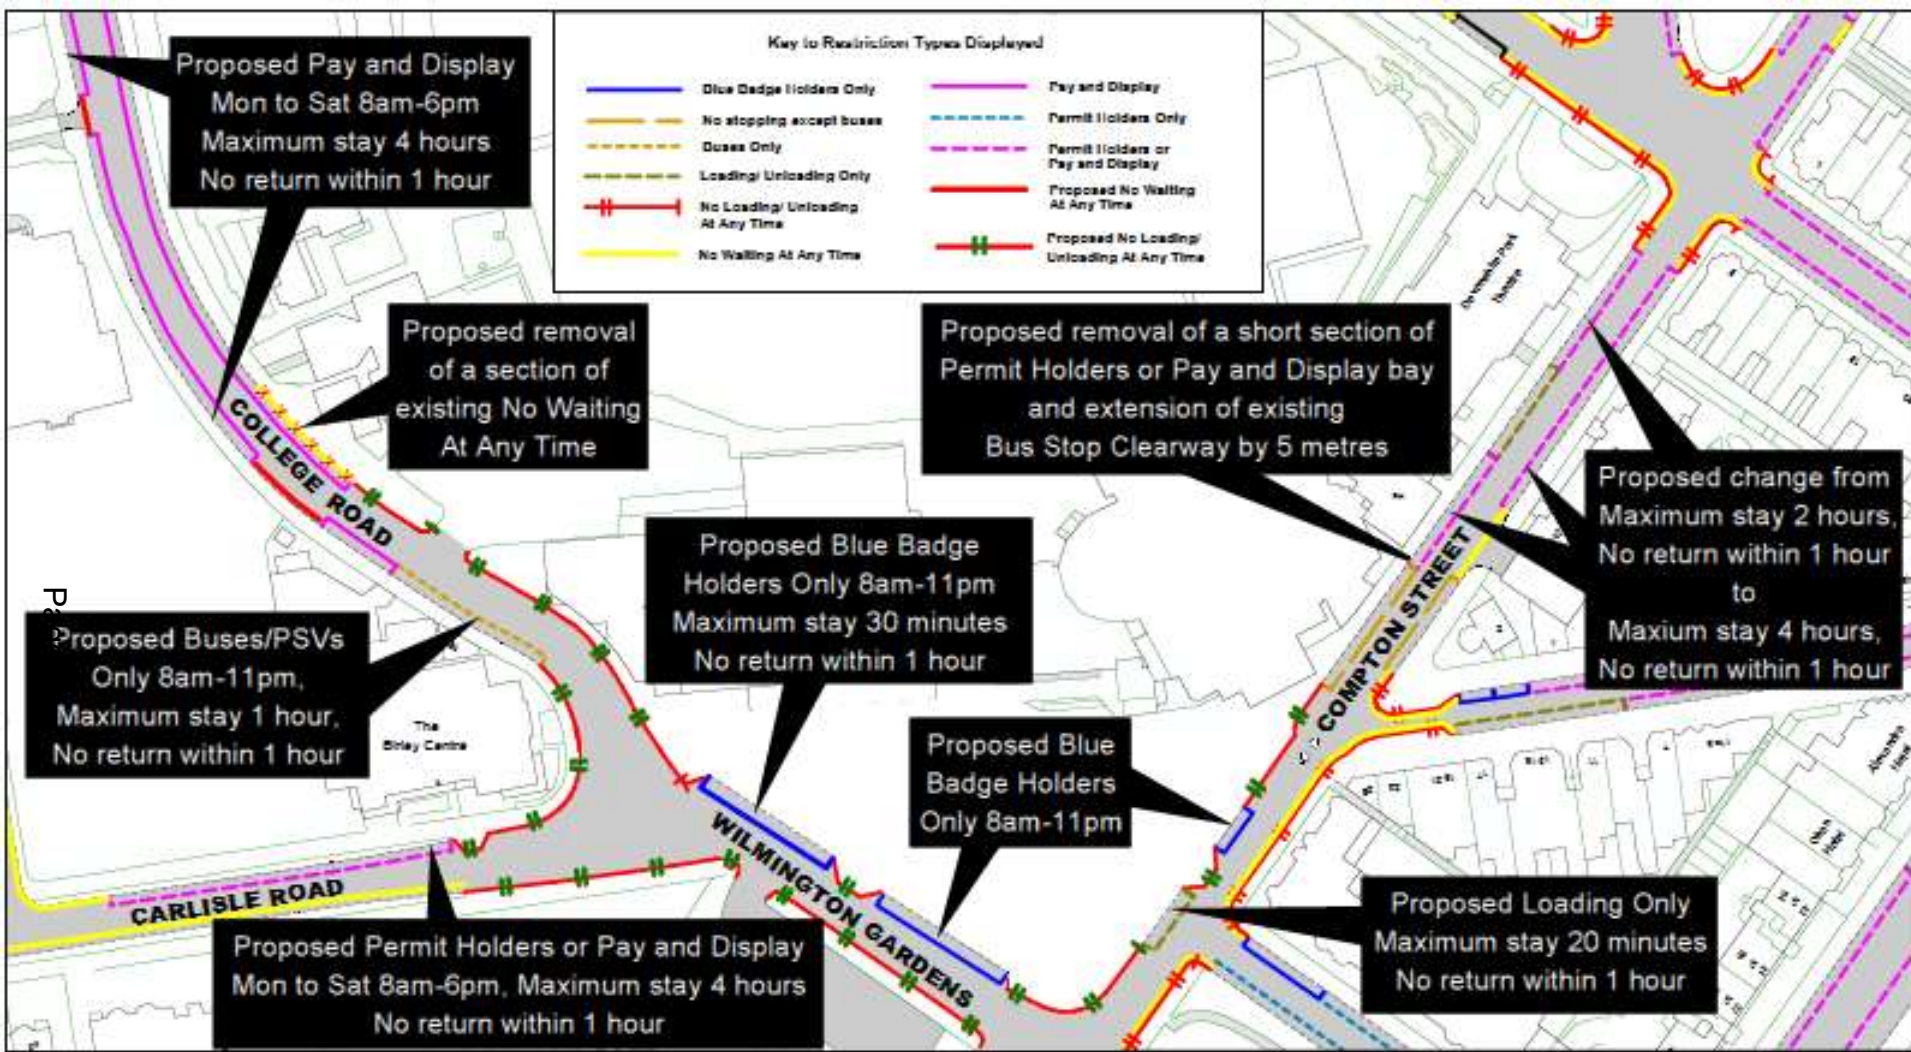 Key to Restriction Types Displayed
Blue Badge Holders Only
No stopping except buses
Buses Only
Loading/ Unloading Only
No Loading/ Unloading
At Any Time
No Waiting At Any Time
Pay and Display
Permit Holders Only
Permit Holders or
Pay and Display
Proposed No Waiting
At Any Time
Proposed No Loading/
Unloading At Any Time
Proposed Pay and Display
Mon to Sat 8am-6pm
Maximum stay 4 hours
No return within 1 hour
Proposed removal
of a section of
existing No Waiting
At Any Time
Proposed removal of a short section of
Permit Holders or Pay and Display bay
and extension of existing
Bus Stop Clearway by 5 metres
Devonshire Park
Theatre
Proposed change from
Maximum stay 2 hours,
No return within 1 hour
to
Maxium stay 4 hours,
No return within 1 hour
COLLEGE ROAD
Proposed Blue Badge
Holders Only 8am-11pm
Maximum stay 30 minutes
No return within 1 hour
COMPTON STREET
Proposed Buses/PSVs
Only 8am-11pm,
Maximum stay 1 hour,
No return within 1 hour
The
Birley Centre
Proposed Blue
Badge Holders
Only 8am-11pm
WILMINGTON GARDENS
CARLISLE ROAD
Proposed Permit Holders or Pay and Display
Mon to Sat 8am-6pm, Maximum stay 4 hours
No return within 1 hour
Proposed Loading Only
Maximum stay 20 minutes
No return within 1 hour